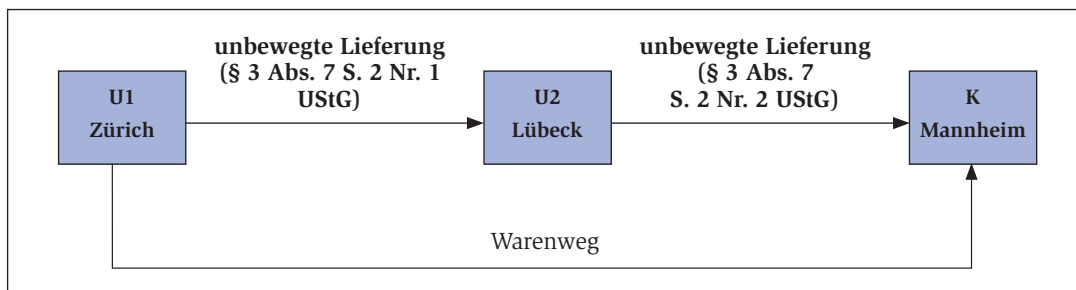 unbewegte Lieferung
(§ 3 Abs. 7 S. 2 Nr. 1
UStG)
unbewegte Lieferung
(§ 3 Abs. 7
S. 2 Nr. 2 UStG)
U1
Zürich
U2
Lübeck
K
Mannheim
Warenweg